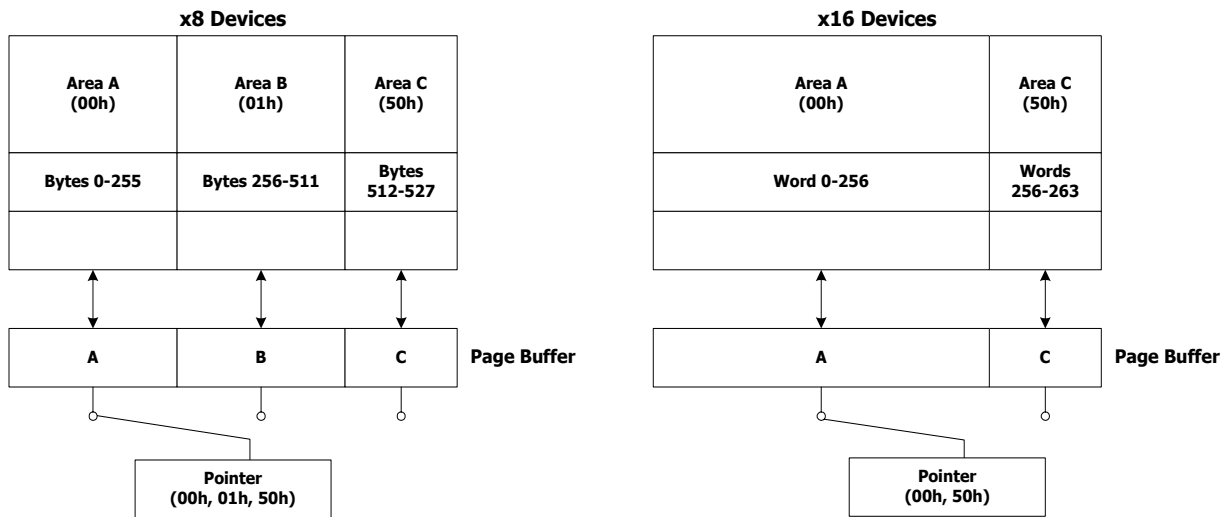 x8 Devices
Area A
(00h)
Area B
(01h)
Area C
(50h)
Bytes 0-255
Bytes 256-511
Bytes
512-527
A
B
C
Page Buffer
Pointer
(00h, 01h, 50h)
x16 Devices
Area A
(00h)
Area C
(50h)
Word 0-256
Words
256-263
A
C
Page Buffer
Pointer
(00h, 50h)